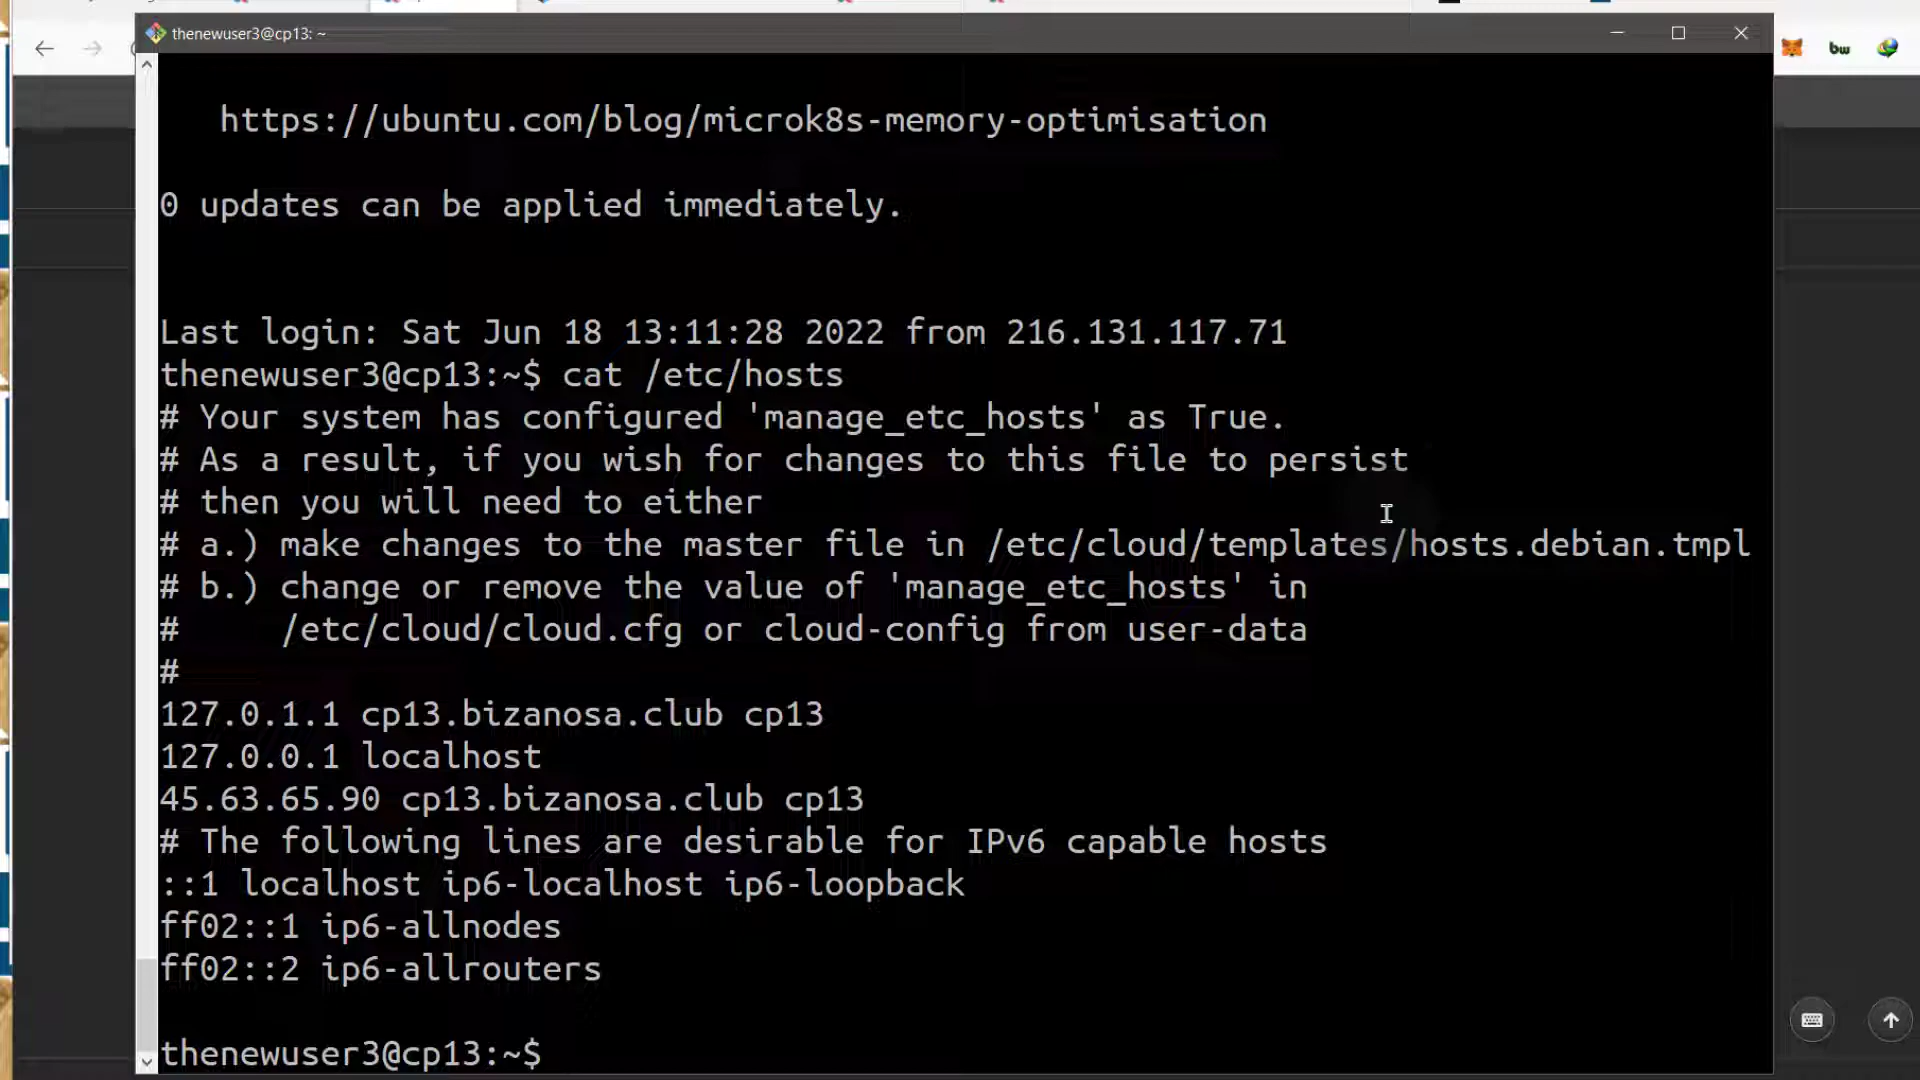 thenewuser3@cp13: ~
bw
https://ubuntu.com/blog/microk8s-memory-optimisation
0 updates can be applied immediately.
Last login: Sat Jun 18 13:11:28 2022 from 216.131.117.71
thenewuser3@cp13:~$ cat /etc/hosts
# Your system has configured 'manage_etc_hosts' as True.
# As a result, if you wish for changes to this file to persist
# then you will need to either
# a.) make changes to the master file in /etc/cloud/templates/hosts.debian.tmpl
# b.) change or remove the value of 'manage_etc_hosts' in
#     /etc/cloud/cloud.cfg or cloud-config from user-data
#
127.0.1.1 cp13.bizanosa.club cp13
127.0.0.1 localhost
45.63.65.90 cp13.bizanosa.club cp13
# The following lines are desirable for IPv6 capable hosts
::1 localhost ip6-localhost ip6-loopback
ff02::1 ip6-allnodes
ff02::2 ip6-allrouters
thenewuser3@cp13:~$